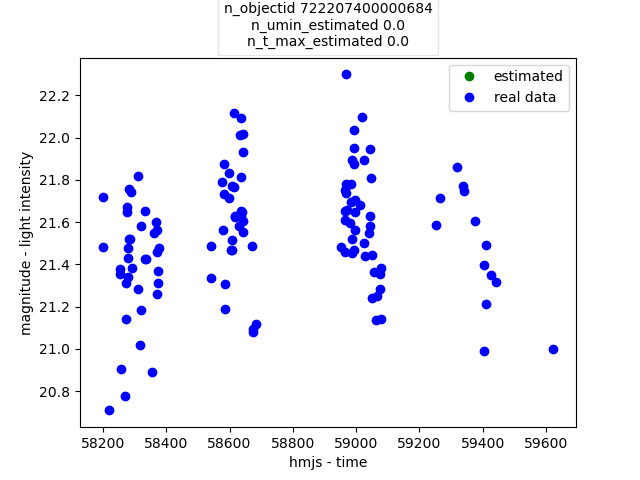 n_objectid 722207400000684
n_umin_estimated 0.0
n_t_max_estimated 0.0
estimated
real data
magnitude - light intensity
22.2
22.0
21.8
21.6
21.4
21.2
21.0
20.8
58200 58400 58600 58800 59000 59200 59400 59600
hmjs - time